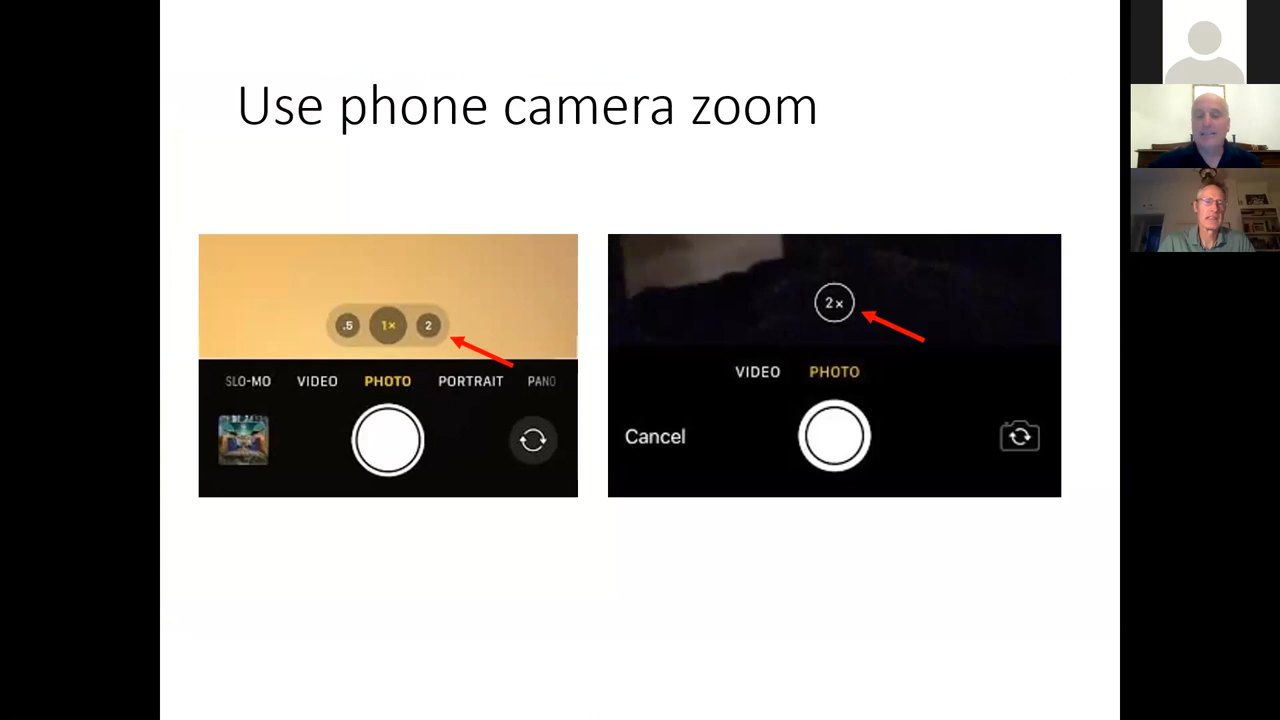 Use phone camera zoom
.5 1× 2
SLO-MO VIDEO PHOTO PORTRAIT PANO
2×
VIDEO PHOTO
Cancel